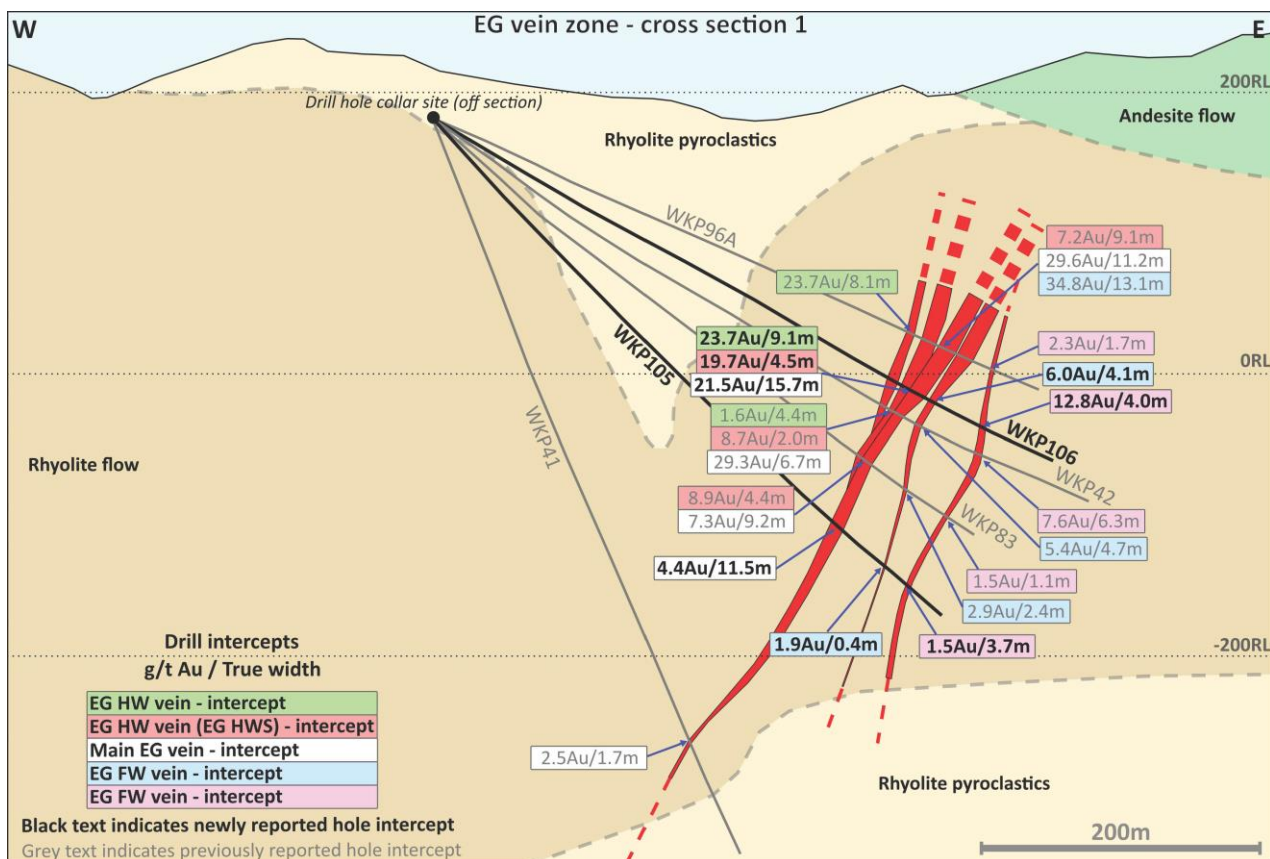 EG vein zone - cross section 1
W
E
200RL
Drill hole collar site (off section)
Andesite flow
Rhyolite pyroclastics
WKP96A
7.2Au/9.1m
29.6Au/11.2m
34.8Au/13.1m
23.7Au/8.1m
23.7Au/9.1m
19.7Au/4.5m
21.5Au/15.7m
WKP105
2.3Au/1.7m
0RL
6.0Au/4.1m
12.8Au/4.0m
1.6Au/4.4m
8.7Au/2.0m
29.3Au/6.7m
WKP41
WKP106
Rhyolite flow
WKP42
8.9Au/4.4m
7.3Au/9.2m
WKP83
7.6Au/6.3m
5.4Au/4.7m
4.4Au/11.5m
1.5Au/1.1m
2.9Au/2.4m
1.9Au/0.4m
1.5Au/3.7m
-200RL
Drill intercepts
g/t Au / True width
EG HW vein - intercept
EG HW vein (EG HWS) - intercept
Main EG vein - intercept
EG FW vein - intercept
EG FW vein - intercept
2.5Au/1.7m
Rhyolite pyroclastics
Black text indicates newly reported hole intercept
Grey text indicates previously reported hole intercept
200m